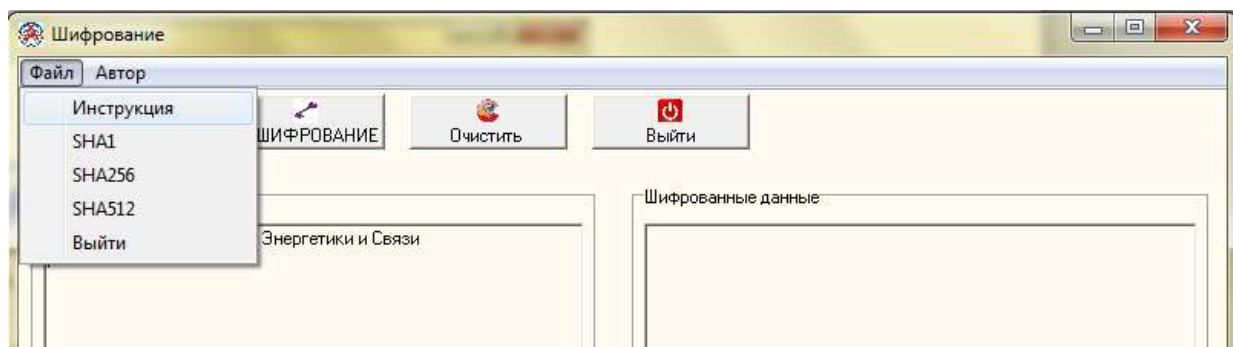 Шифрование
Файл Автор
Инструкция
SHA1
SHA256
SHA512
Выйти
ШИФРОВАНИЕ
Очистить
Выйти
Энергетики и Связи
Шифрованные данные